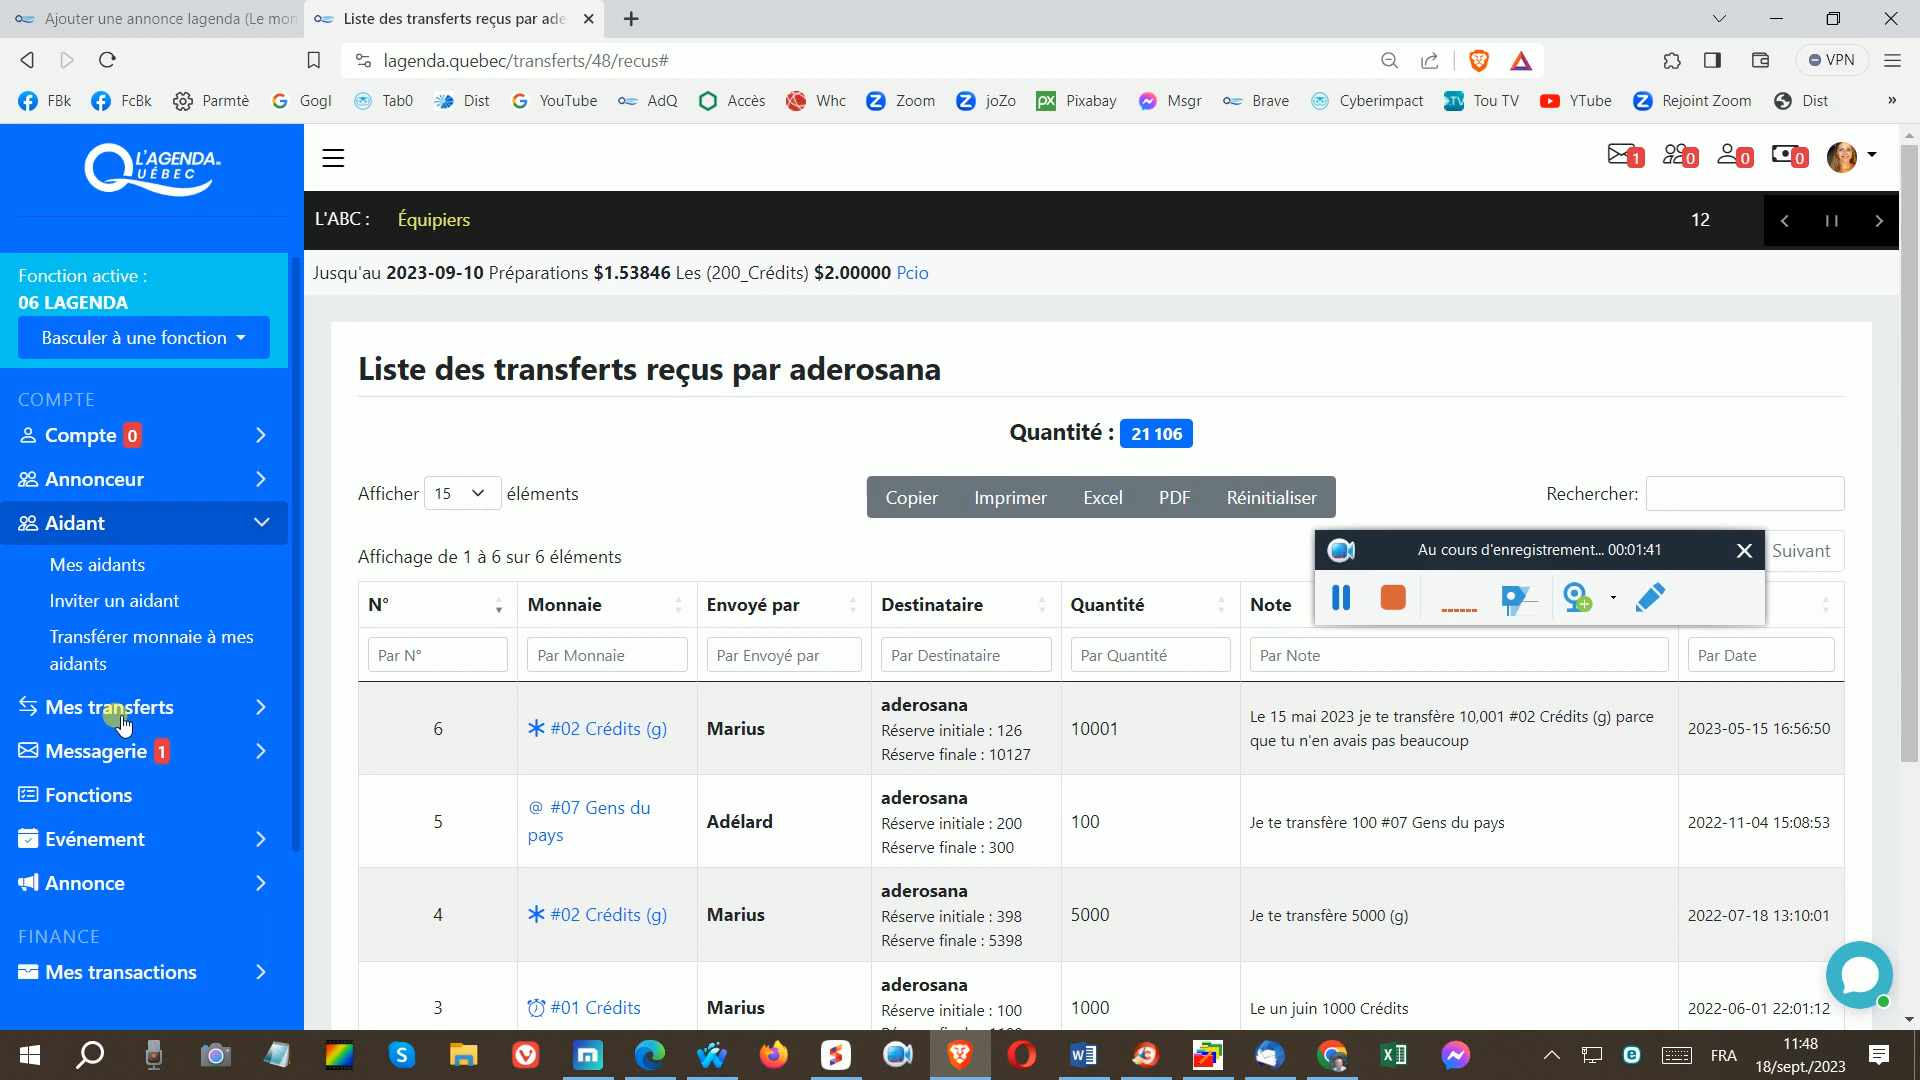 Ajouter une annonce lagenda (Le mon
Liste des transferts reçus par ade
lagenda.quebec/transferts/48/recus#
VPN
FBk
FcBk
Parmtè
Gogl
Tab0
Dist
YouTube
AdQ
Accès
Whc
Zoom
joZo
Pixabay
Msgr
Brave
Cyberimpact
Tou TV
YTube
Rejoint Zoom
Dist
»
L'AGENDA
QUÉBEC
1
0
0
0
L'ABC :
Équipiers
12
Jusqu'au 2023-09-10 Préparations $1.53846 Les (200_Crédits) $2.00000 Pcio
Fonction active :
06 LAGENDA
Basculer à une fonction
COMPTE
Compte 0
Annonceur
Aidant
Mes aidants
Inviter un aidant
Transférer monnaie à mes
aidants
Mes transferts
Messagerie 1
Fonctions
Evénement
Annonce
FINANCE
Mes transactions
Liste des transferts reçus par aderosana
Quantité : 21 106
Afficher 15 éléments
Copier Imprimer Excel PDF Réinitialiser
Rechercher:
Affichage de 1 à 6 sur 6 éléments
Suivant
Au cours d'enregistrement... 00:01:41
N° Monnaie Envoyé par Destinataire Quantité Note
Par N° Par Monnaie Par Envoyé par Par Destinataire Par Quantité Par Note Par Date
6
#02 Crédits (g)
Marius
aderosana
Réserve initiale : 126
Réserve finale : 10127
10001
Le 15 mai 2023 je te transfère 10,001 #02 Crédits (g) parce
que tu n'en avais pas beaucoup
2023-05-15 16:56:50
5
@ #07 Gens du
pays
Adélard
aderosana
Réserve initiale : 200
Réserve finale : 300
100
Je te transfère 100 #07 Gens du pays
2022-11-04 15:08:53
4
#02 Crédits (g)
Marius
aderosana
Réserve initiale : 398
Réserve finale : 5398
5000
Je te transfère 5000 (g)
2022-07-18 13:10:01
3
#01 Crédits
Marius
aderosana
Réserve initiale : 100
1000
Le un juin 1000 Crédits
2022-06-01 22:01:12
FRA
11:48
18/sept./2023